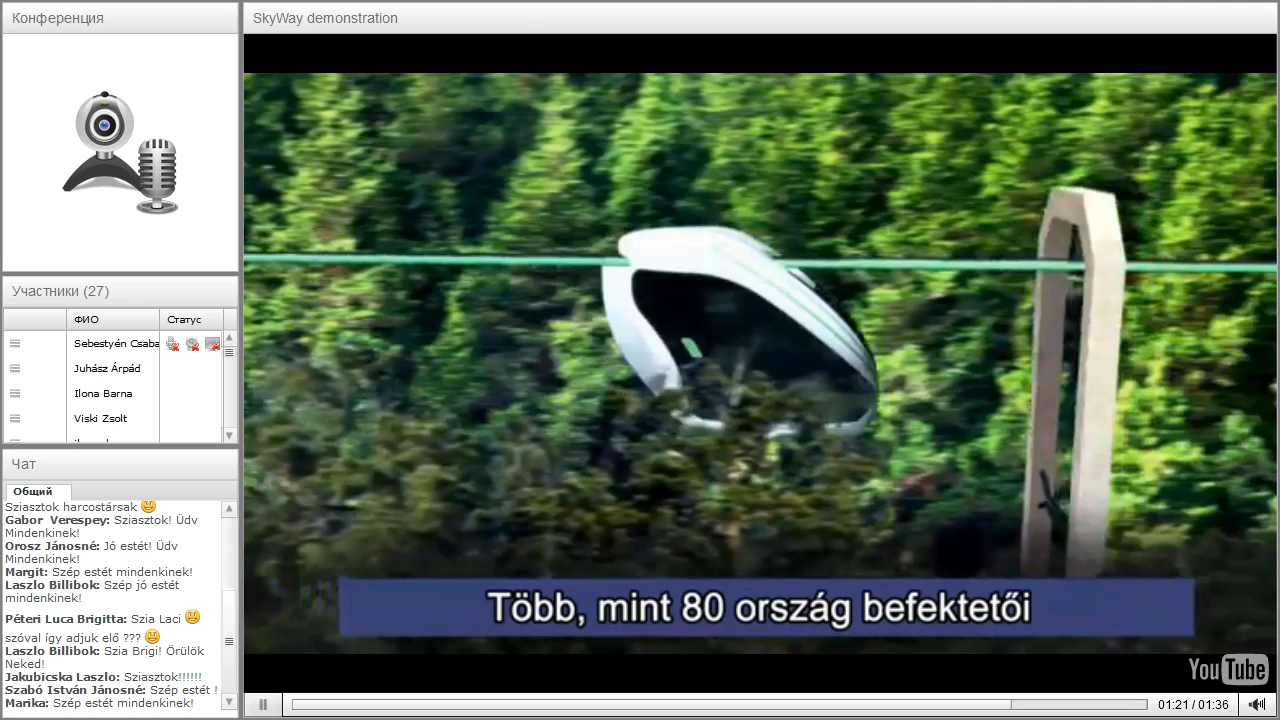 Конференция
SkyWay demonstration
Участники (27)
ФИО
Статус
Sebestyén Csaba
Juhász Árpád
Ilona Barna
Viski Zsolt
Чат
Общий
Sziasztok harcostársak
Gabor Verespey: Sziasztok! Üdv
Mindenkinek!
Orosz Jánosné: Jó estét! Üdv
Mindenkinek!
Margit: Szép estét mindenkinek!
Laszlo Billibok: Szép jó estét
mindenkinek!
Péteri Luca Brigitta: Szia Laci
szóval így adjuk elő ???
Laszlo Billibok: Szia Brigi! Örülök
Neked!
Jakubicska Laszlo: Sziasztok!!!!!!
Szabó István Jánosné: Szép estét !
Marika: Szép estét mindenkinek!
Több, mint 80 ország befektetői
YouTube
01:21 / 01:36